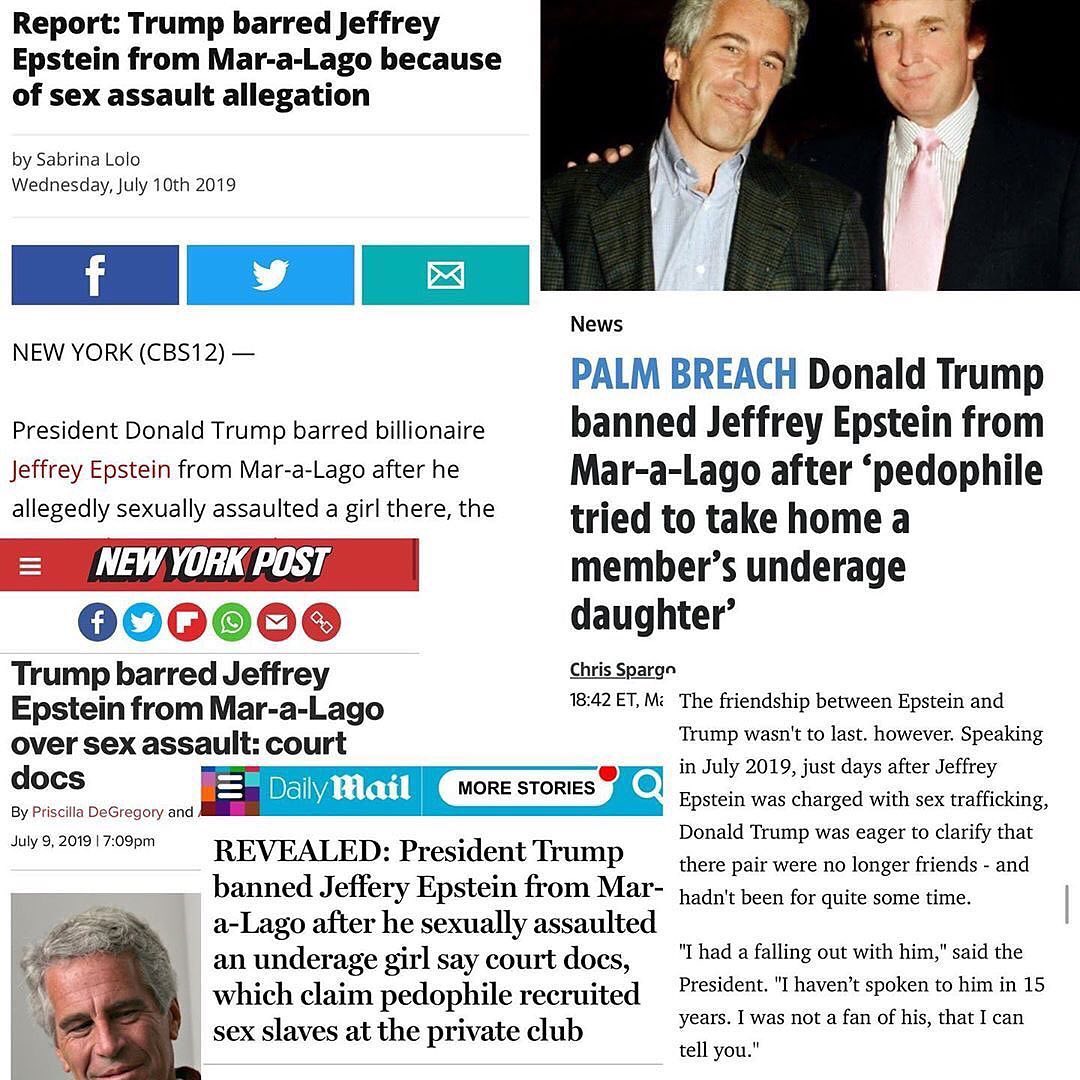 Report: Trump barred Jeffrey
Epstein from Mar-a-Lago because
of sex assault allegation
by Sabrina Lolo
Wednesday, July 10th 2019
f
NEW YORK (CBS12) —
President Donald Trump barred billionaire
Jeffrey Epstein from Mar-a-Lago after he
allegedly sexually assaulted a girl there, the
News
PALM BREACH Donald Trump
banned Jeffrey Epstein from
Mar-a-Lago after ‘pedophile
tried to take home a
member’s underage
daughter’
Chris Spargo
18:42 ET, Ma
NEW YORK POST
f
Trump barred Jeffrey
Epstein from Mar-a-Lago
over sex assault: court
docs
By Priscilla DeGregory and
July 9, 2019 | 7:09pm
Daily Mail
MORE STORIES
REVEALED: President Trump
banned Jeffery Epstein from Mar-
a-Lago after he sexually assaulted
an underage girl say court docs,
which claim pedophile recruited
sex slaves at the private club
The friendship between Epstein and
Trump wasn't to last. however. Speaking
in July 2019, just days after Jeffrey
Epstein was charged with sex trafficking,
Donald Trump was eager to clarify that
there pair were no longer friends - and
hadn't been for quite some time.
"I had a falling out with him," said the
President. "I haven’t spoken to him in 15
years. I was not a fan of his, that I can
tell you."